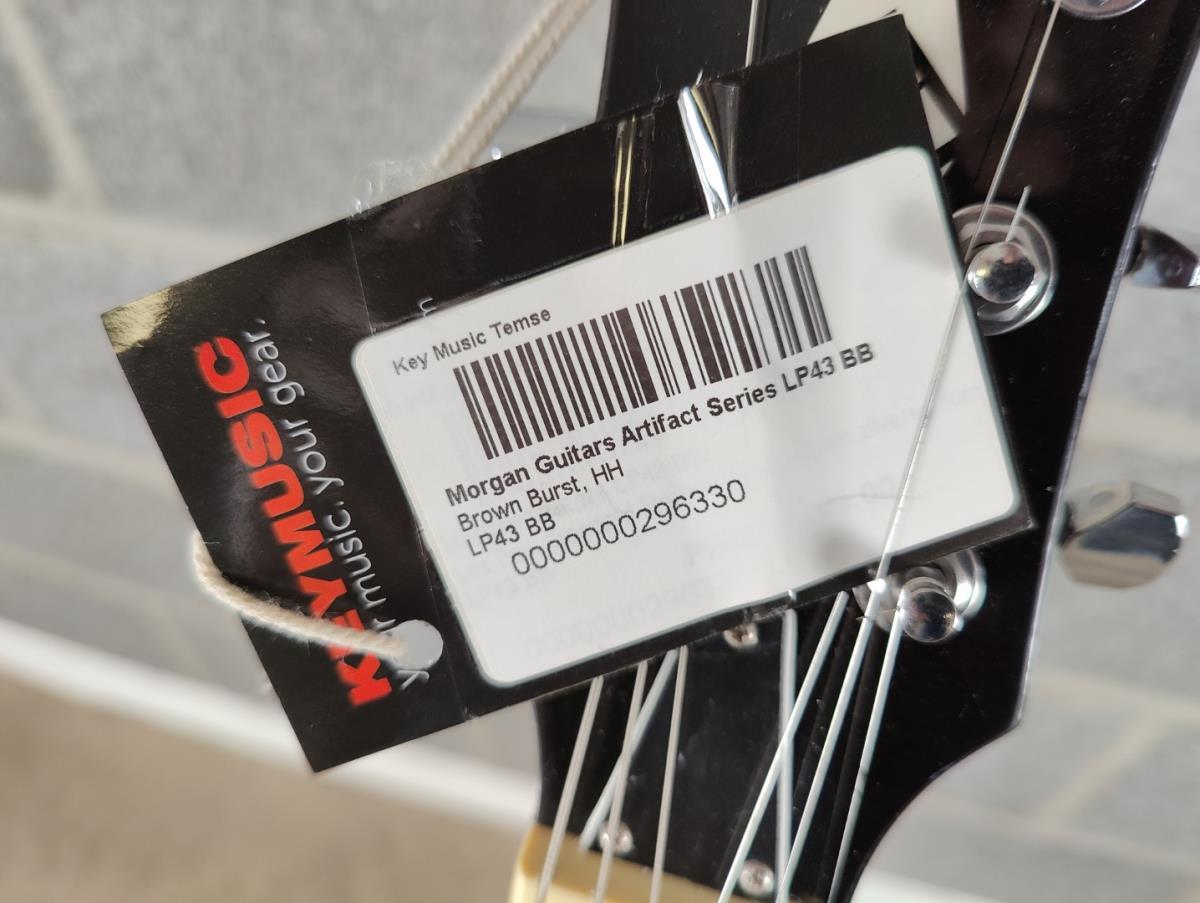 KEYMUSIC
your music, your gear.
Key Music Temse
Morgan Guitars Artifact Series LP43 BB
Brown Burst, HH
LP43 BB
0000000296330